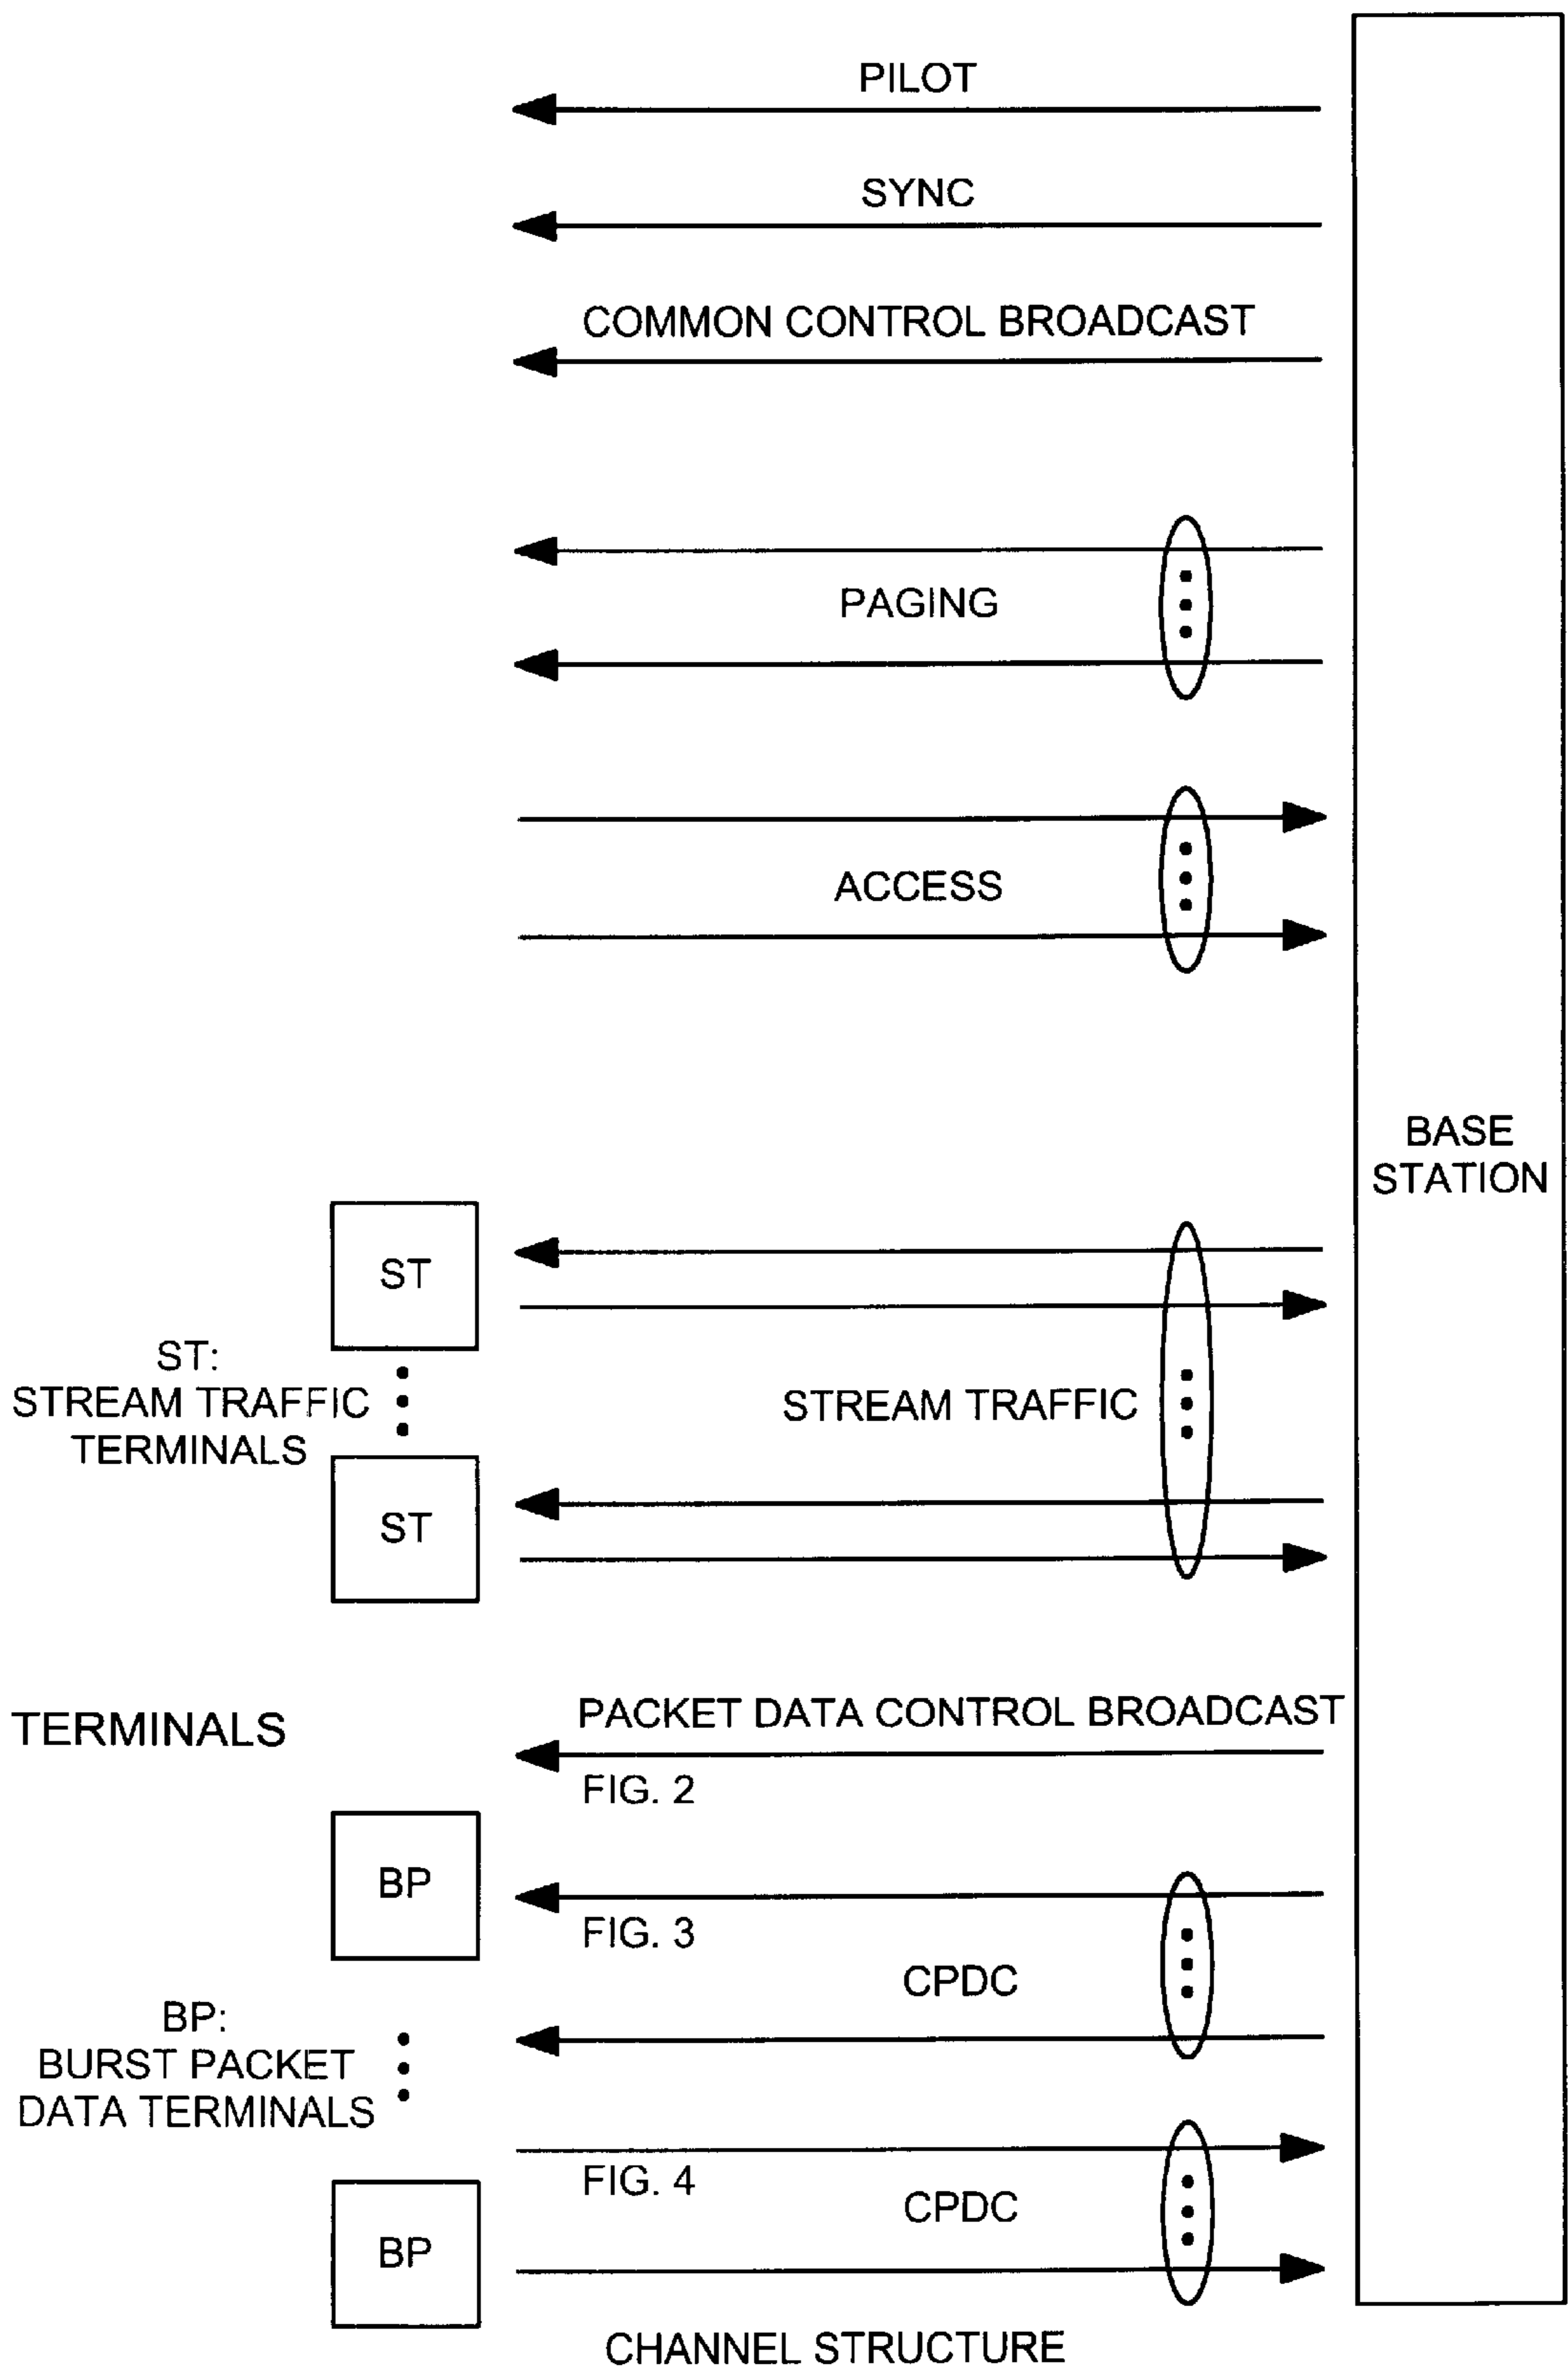 PILOT
SYNC
COMMON CONTROL BROADCAST
PAGING
ACCESS
BASE
STATION
ST
ST:
STREAM TRAFFIC
TERMINALS
STREAM TRAFFIC
ST
TERMINALS
PACKET DATA CONTROL BROADCAST
FIG. 2
BP
FIG. 3
CPDC
BP:
BURST PACKET
DATA TERMINALS
FIG. 4
CPDC
BP
CHANNEL STRUCTURE